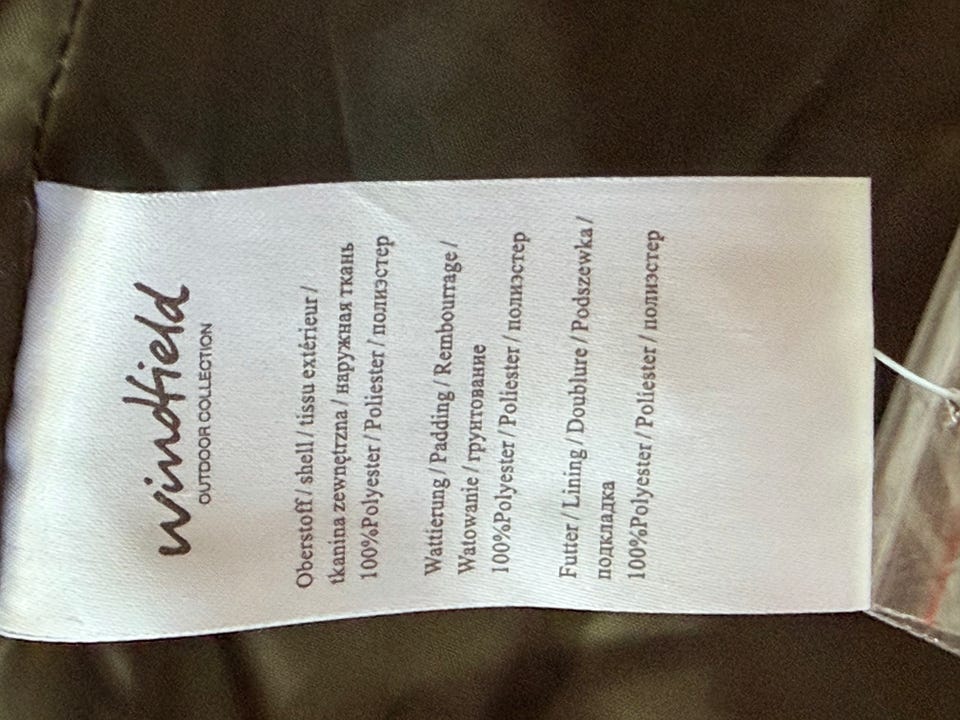 windfield
OUTDOOR COLLECTION
Oberstoff / shell / tissu extérieur /
tkanina zewnętrzna / наружная ткань
100%Polyester / Poliester / полиэстер
Wattierung / Padding / Rembourrage /
Watowanie / грунтование
100%Polyester / Poliester / полиэстер
Futter / Lining / Doublure / Podszewka /
подкладка
100%Polyester / Poliester / полиэстер